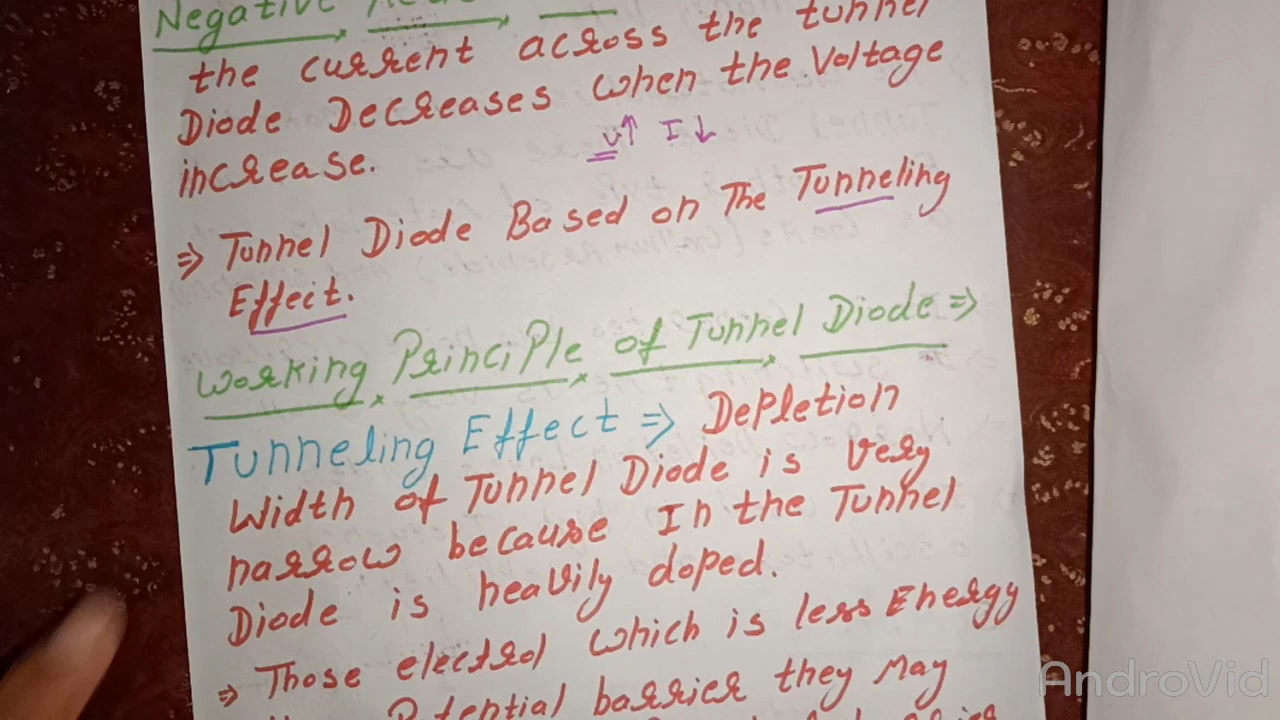 Negative
the current across the tunnel
Diode Decreases when the Voltage
increase. V↑ I↓
⇒ Tunnel Diode Based on The Tunneling
Effect.
Working Principle of Tunnel Diode ⇒
Tunneling Effect ⇒ Depletion
Width of Tunnel Diode is very
narrow because In the Tunnel
Diode is heavily doped.
⇒ Those electrol which is less Energy
Potential barrier they May
AndroVid